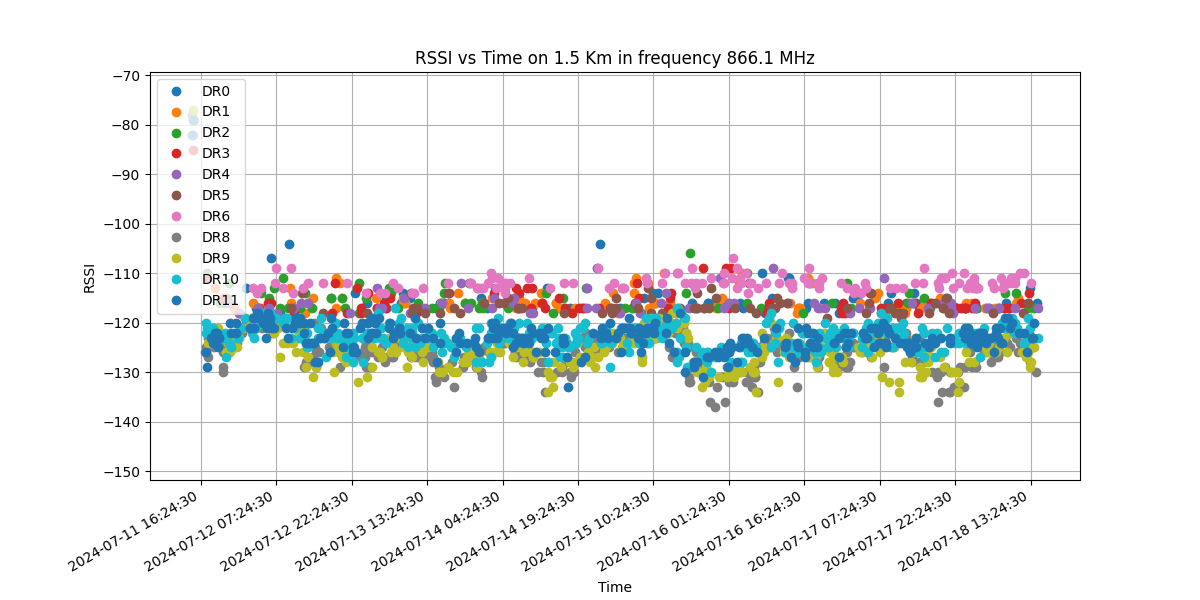 RSSI vs Time on 1.5 Km in frequency 866.1 MHz
RSSI
−70
−80
−90
−100
−110
−120
−130
−140
−150
DR0
DR1
DR2
DR3
DR4
DR5
DR6
DR8
DR9
DR10
DR11
2024-07-11 16:24:30
2024-07-12 07:24:30
2024-07-12 22:24:30
2024-07-13 13:24:30
2024-07-14 04:24:30
2024-07-14 19:24:30
2024-07-15 10:24:30
2024-07-16 01:24:30
2024-07-16 16:24:30
2024-07-17 07:24:30
2024-07-17 22:24:30
2024-07-18 13:24:30
Time